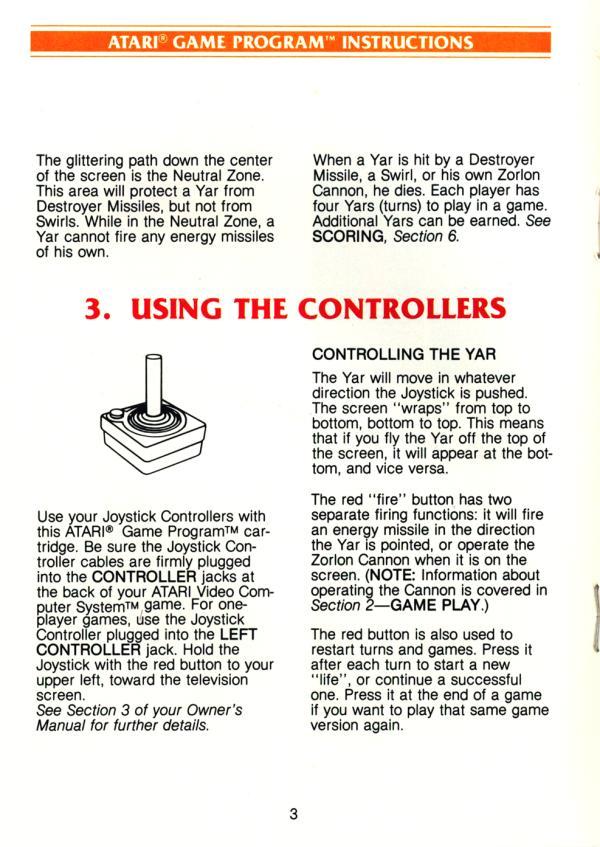 ATARI® GAME PROGRAM™ INSTRUCTIONS
The glittering path down the center
of the screen is the Neutral Zone.
This area will protect a Yar from
Destroyer Missiles, but not from
Swirls. While in the Neutral Zone, a
Yar cannot fire any energy missiles
of his own.
When a Yar is hit by a Destroyer
Missile, a Swirl, or his own Zorlon
Cannon, he dies. Each player has
four Yars (turns) to play in a game.
Additional Yars can be earned. See
SCORING, Section 6.
3. USING THE CONTROLLERS
Use your Joystick Controllers with
this ATARI® Game Program™ car-
tridge. Be sure the Joystick Con-
troller cables are firmly plugged
into the CONTROLLER jacks at
the back of your ATARI Video Com-
puter System™ game. For one-
player games, use the Joystick
Controller plugged into the LEFT
CONTROLLER jack. Hold the
Joystick with the red button to your
upper left, toward the television
screen.
See Section 3 of your Owner's
Manual for further details.
CONTROLLING THE YAR
The Yar will move in whatever
direction the Joystick is pushed.
The screen "wraps" from top to
bottom, bottom to top. This means
that if you fly the Yar off the top of
the screen, it will appear at the bot-
tom, and vice versa.
The red "fire" button has two
separate firing functions: it will fire
an energy missile in the direction
the Yar is pointed, or operate the
Zorlon Cannon when it is on the
screen. (NOTE: Information about
operating the Cannon is covered in
Section 2—GAME PLAY.)
The red button is also used to
restart turns and games. Press it
after each turn to start a new
"life", or continue a successful
one. Press it at the end of a game
if you want to play that same game
version again.
3